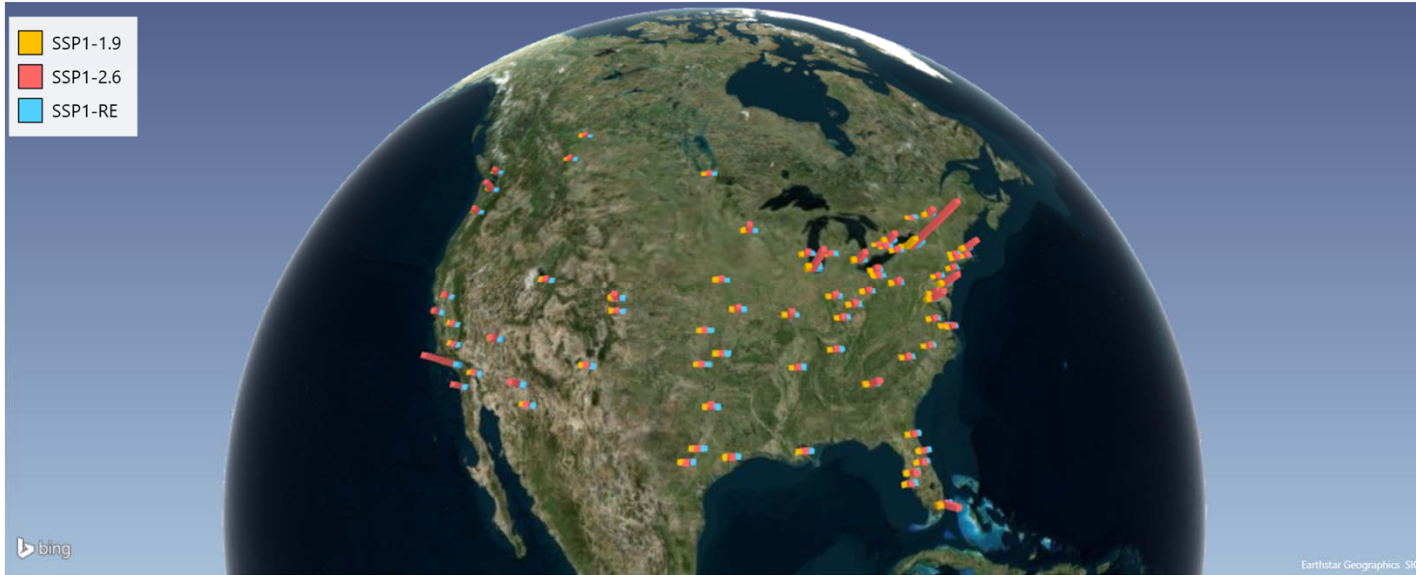 SSP1-1.9
SSP1-2.6
SSP1-RE
bing
Earthstar Geographics